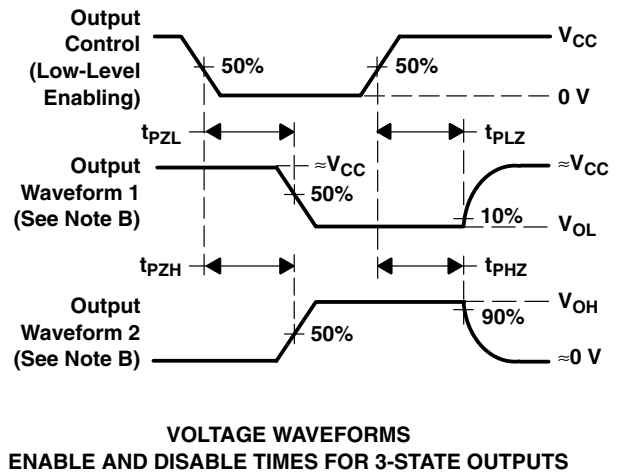 Output
Control
(Low-Level
Enabling)
50%
50%
VCC
0 V
tPZL
tPLZ
Output
Waveform 1
(See Note B)
≈VCC
50%
≈VCC
10%
VOL
tPZH
tPHZ
Output
Waveform 2
(See Note B)
50%
VOH
90%
≈0 V
VOLTAGE WAVEFORMS
ENABLE AND DISABLE TIMES FOR 3-STATE OUTPUTS